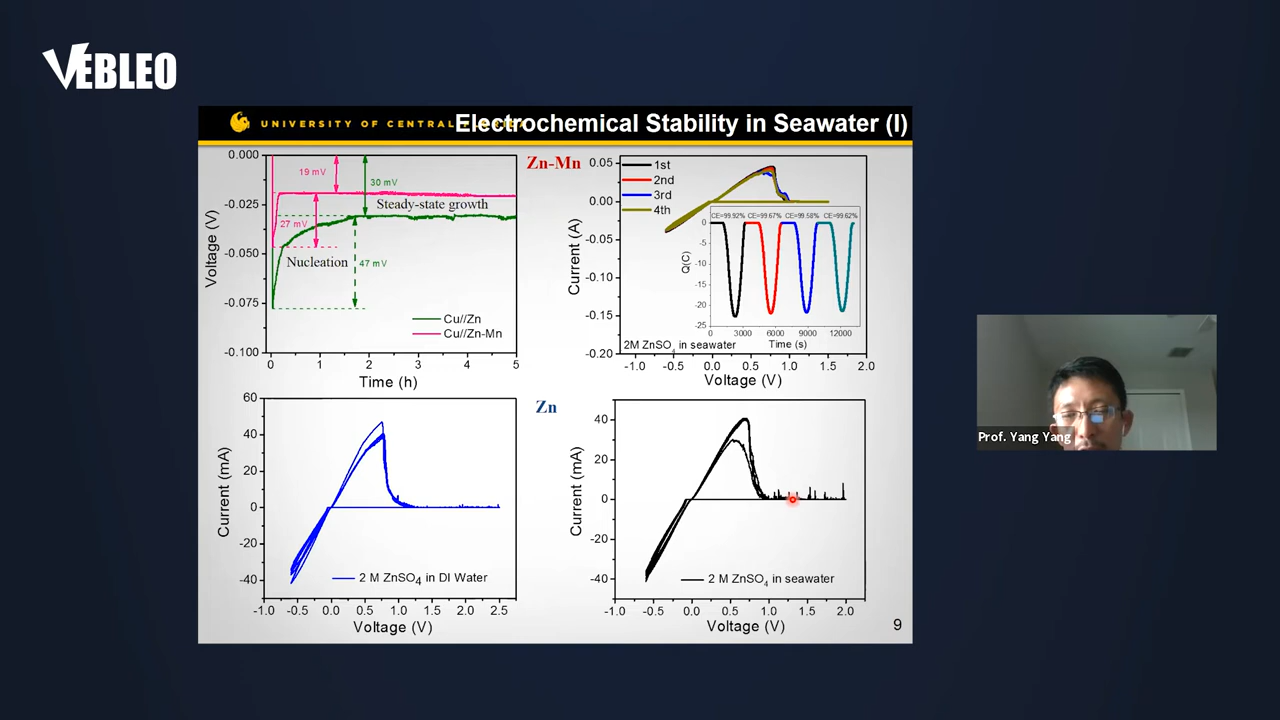 VEBLEO
UNIVERSITY OF CENTRAL
Electrochemical Stability in Seawater (I)
0.000
-0.025
-0.050
-0.075
-0.100
Voltage (V)
19 mV
30 mV
Steady-state growth
27 mV
Nucleation
47 mV
Cu//Zn
Cu//Zn-Mn
0 1 2 3 4 5
Time (h)
Zn-Mn
0.05
0.00
-0.05
-0.10
-0.15
-0.20
Current (A)
1st
2nd
3rd
4th
CE=99.92% CE=99.67% CE=99.58% CE=99.62%
0
-5
-10
-15
-20
-25
Q(C)
0 3000 6000 9000 12000
2M ZnSO4 in seawater
Time (s)
-1.0 -0.5 0.0 0.5 1.0 1.5 2.0
Voltage (V)
Zn
60
40
20
0
-20
-40
Current (mA)
2 M ZnSO4 in DI Water
-1.0 -0.5 0.0 0.5 1.0 1.5 2.0 2.5
Voltage (V)
40
20
0
-20
-40
Current (mA)
2 M ZnSO4 in seawater
-1.0 -0.5 0.0 0.5 1.0 1.5 2.0
Voltage (V)
9
Prof. Yang Yang